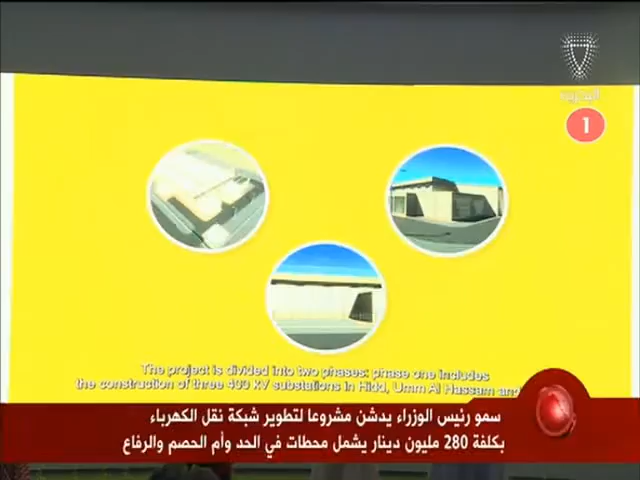 البحرين
1
The project is divided into two phases: phase one includes
the construction of three 400 kV substations in Hidd, Umm Al Hassam and
سمو رئيس الوزراء يدشن مشروعا لتطوير شبكة نقل الكهرباء
بكلفة 280 مليون دينار يشمل محطات في الحد وأم الحصم والرفاع